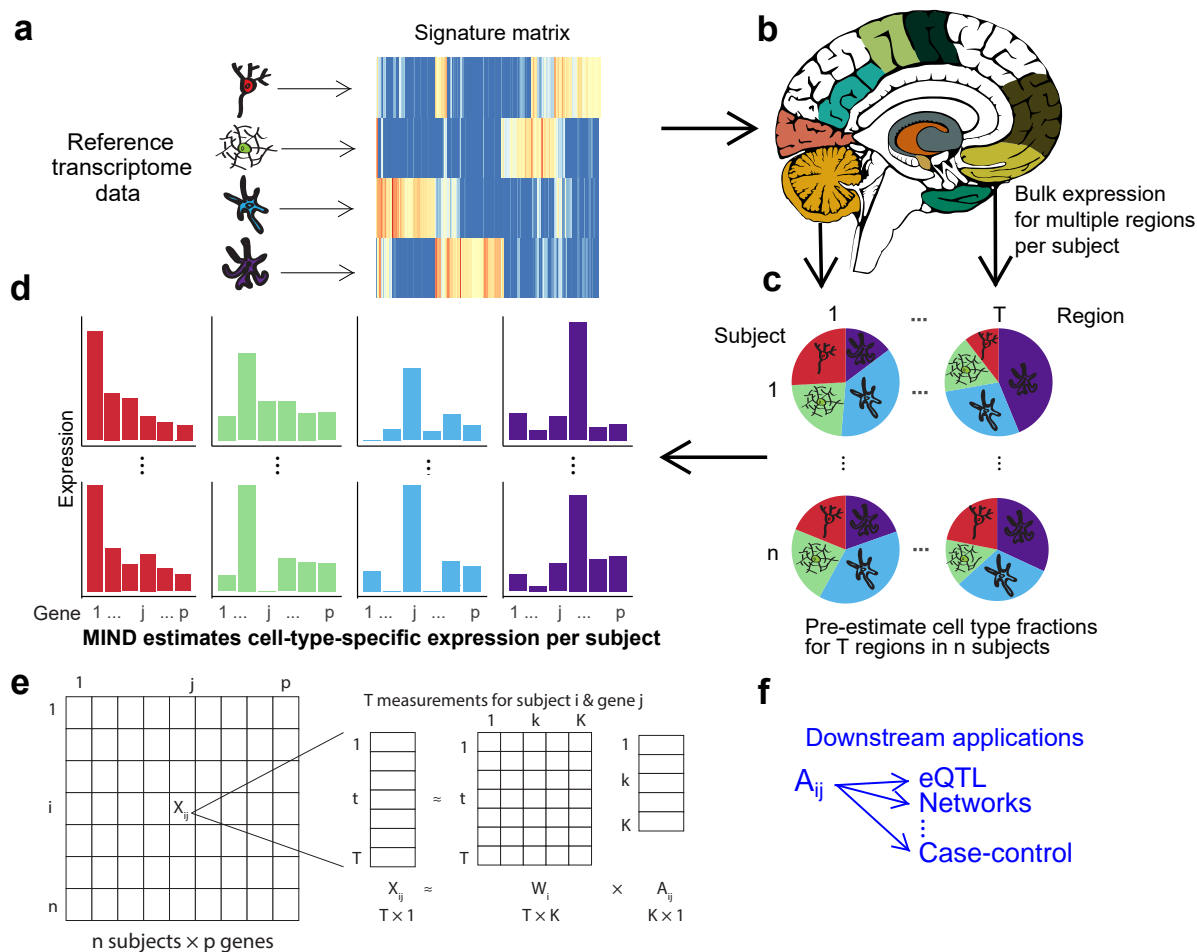 a
Signature matrix
Reference
transcriptome
data
b
Bulk expression
for multiple regions
per subject
c
1 ... T Region
Subject
1 ...
⋮ ⋮
n ...
Pre-estimate cell type fractions
for T regions in n subjects
d
Expression
⋮ ⋮ ⋮ ⋮
Gene 1 ... j ... p 1 ... j ... p 1 ... j ... p 1 ... j ... p
MIND estimates cell-type-specific expression per subject
e
1 j p
1
i
n
X_ij
n subjects × p genes
T measurements for subject i & gene j
1 k K
1 1 1
t ≈ t k
T T K
X_ij ≈ W_i × A_ij
T × 1 T × K K × 1
f
Downstream applications
A_ij
eQTL
Networks
⋮
Case-control